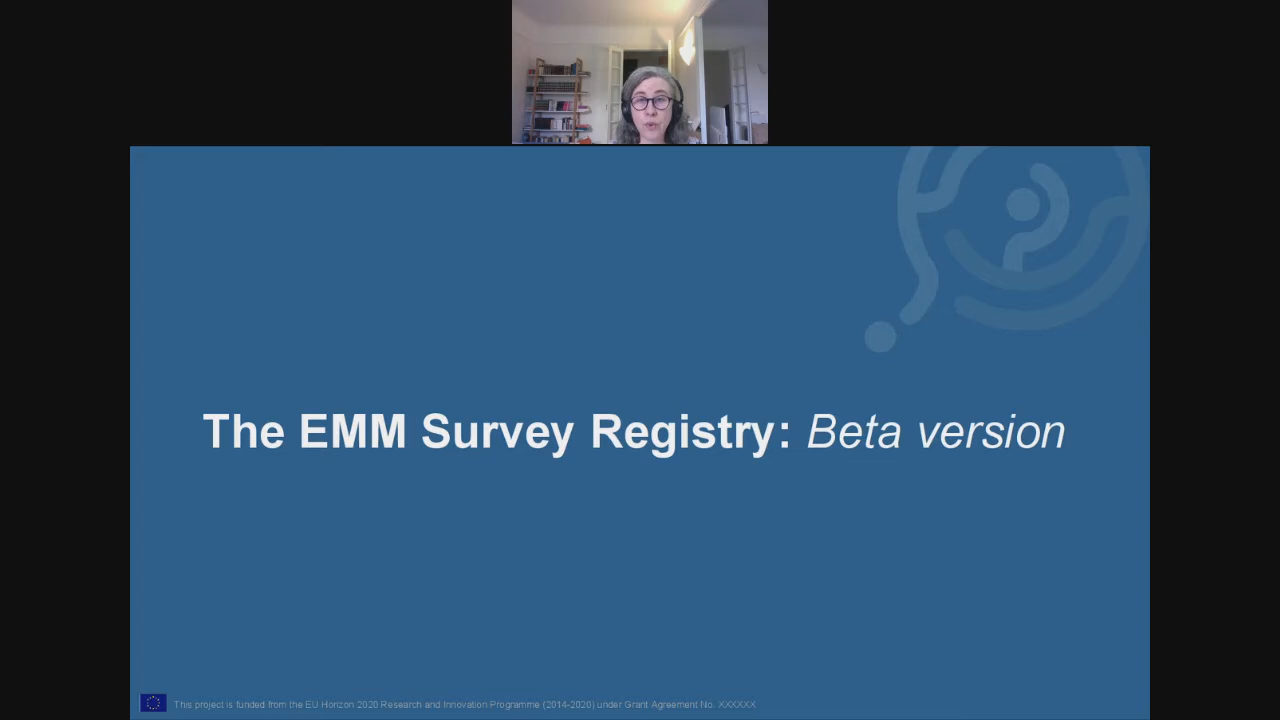 The EMM Survey Registry: Beta version
This project is funded from the EU Horizon 2020 Research and Innovation Programme (2014-2020) under Grant Agreement No. XXXXXX